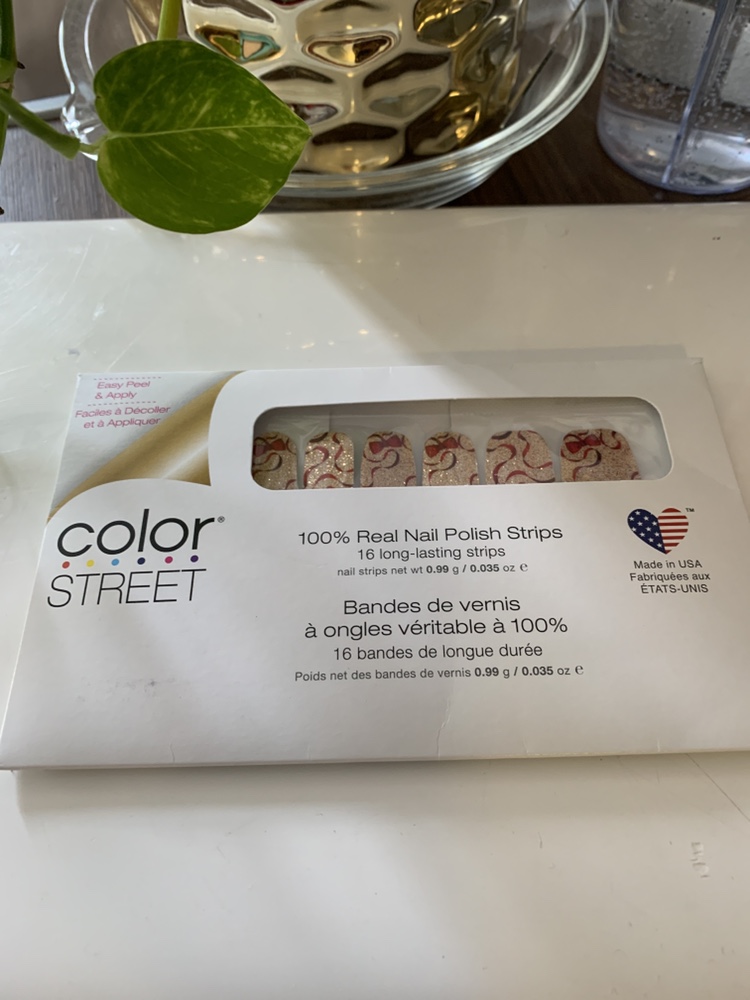 Easy Peel
& Apply
Faciles à Décoller
et à Appliquer
color®
STREET
100% Real Nail Polish Strips
16 long-lasting strips
nail strips net wt 0.99 g / 0.035 oz ℮
Bandes de vernis
à ongles véritable à 100%
16 bandes de longue durée
Poids net des bandes de vernis 0.99 g / 0.035 oz ℮
TM
Made in USA
Fabriquées aux
ÉTATS-UNIS